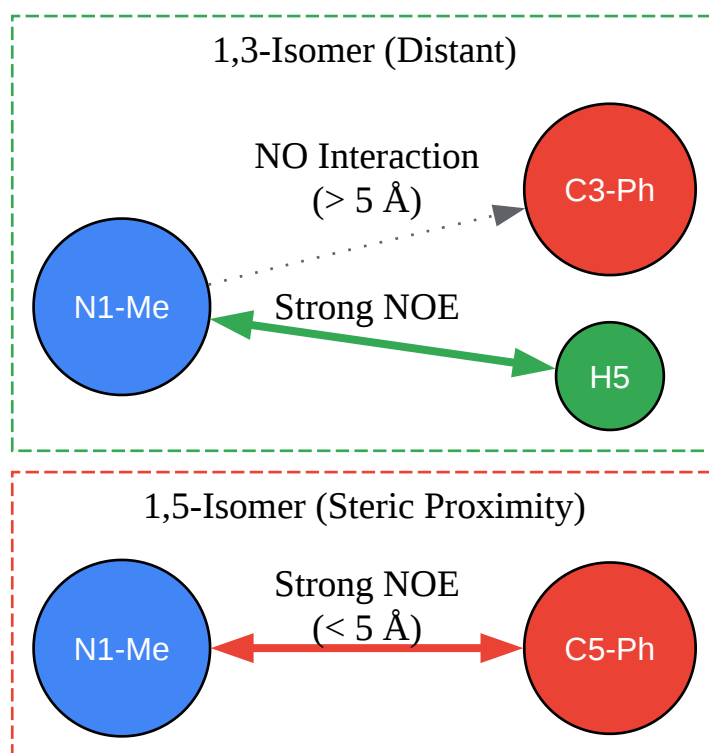 1,3-Isomer (Distant)
NO Interaction
(> 5 Å)
C3-Ph
N1-Me
Strong NOE
H5
1,5-Isomer (Steric Proximity)
Strong NOE
(< 5 Å)
N1-Me
C5-Ph